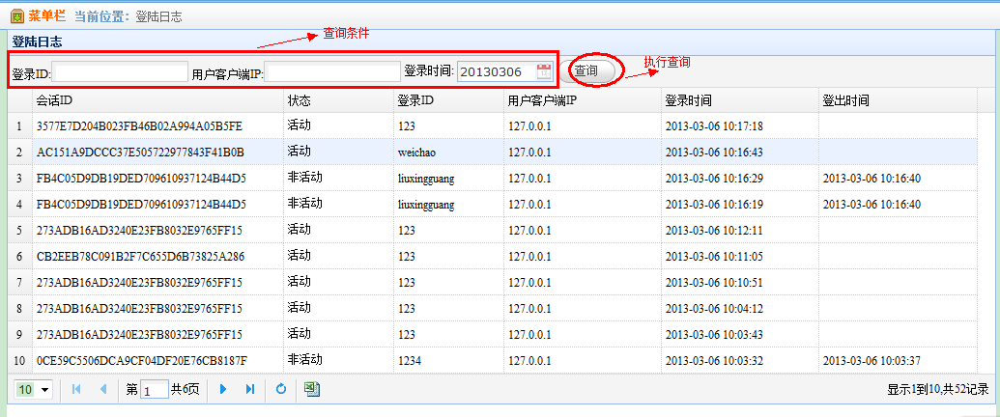 菜单栏 当前位置：登陆日志
登陆日志
查询条件
登录ID: 用户客户端IP: 登录时间: 20130306 查询
执行查询
会话ID 状态 登录ID 用户客户端IP 登录时间 登出时间
1 3577E7D204B023FB46B02A994A05B5FE 活动 123 127.0.0.1 2013-03-06 10:17:18
2 AC151A9DCCC37E505722977843F41B0B 活动 weichao 127.0.0.1 2013-03-06 10:16:43
3 FB4C05D9DB19DED709610937124B44D5 非活动 liuxingguang 127.0.0.1 2013-03-06 10:16:29 2013-03-06 10:16:40
4 FB4C05D9DB19DED709610937124B44D5 非活动 liuxingguang 127.0.0.1 2013-03-06 10:16:19 2013-03-06 10:16:40
5 273ADB16AD3240E23FB8032E9765FF15 活动 123 127.0.0.1 2013-03-06 10:12:11
6 CB2EEB78C091B2F7C655D6B73825A286 活动 123 127.0.0.1 2013-03-06 10:11:05
7 273ADB16AD3240E23FB8032E9765FF15 活动 123 127.0.0.1 2013-03-06 10:10:51
8 273ADB16AD3240E23FB8032E9765FF15 活动 123 127.0.0.1 2013-03-06 10:04:12
9 273ADB16AD3240E23FB8032E9765FF15 活动 123 127.0.0.1 2013-03-06 10:03:43
10 0CE59C5506DCA9CF04DF20E76CB8187F 非活动 1234 127.0.0.1 2013-03-06 10:03:32 2013-03-06 10:03:37
10 第 1 共6页 显示1到10,共52记录